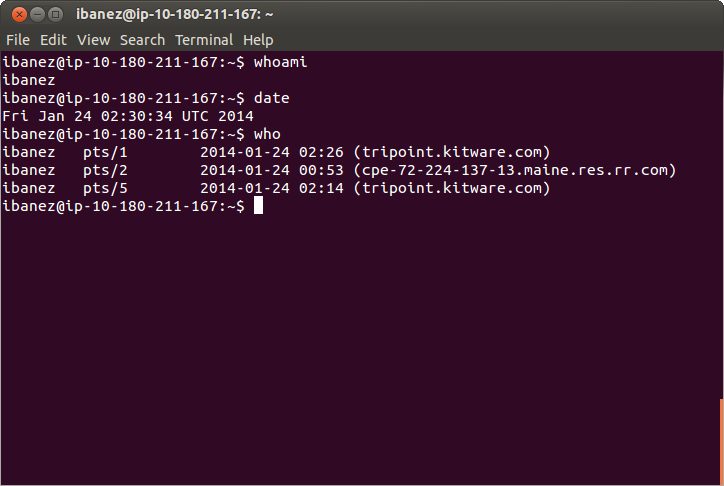 ibanez@ip-10-180-211-167: ~
File Edit View Search Terminal Help
ibanez@ip-10-180-211-167:~$ whoami
ibanez
ibanez@ip-10-180-211-167:~$ date
Fri Jan 24 02:30:34 UTC 2014
ibanez@ip-10-180-211-167:~$ who
ibanez   pts/1        2014-01-24 02:26 (tripoint.kitware.com)
ibanez   pts/2        2014-01-24 00:53 (cpe-72-224-137-13.maine.res.rr.com)
ibanez   pts/5        2014-01-24 02:14 (tripoint.kitware.com)
ibanez@ip-10-180-211-167:~$